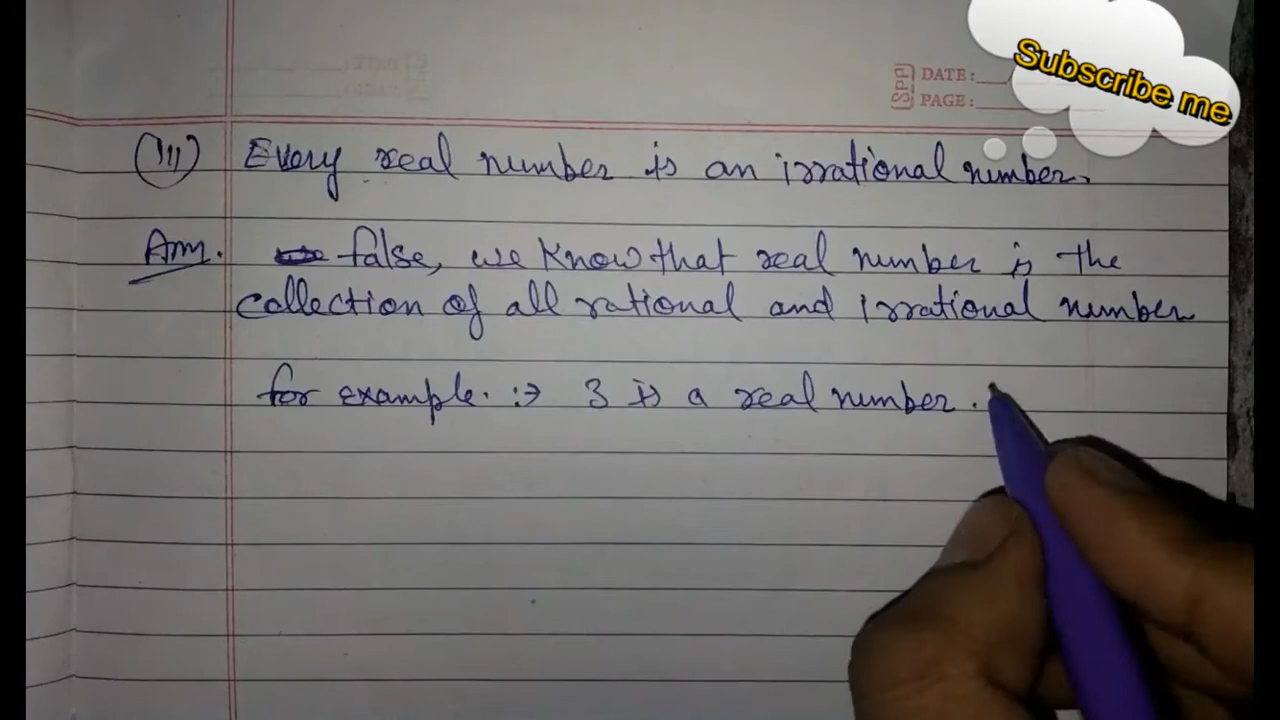 Subscribe me
SPP DATE:
PAGE:
(iii) Every real number is an irrational number.
Ans. false, we know that real number is the
collection of all rational and irrational number
for example. :⇒ 3 is a real number.